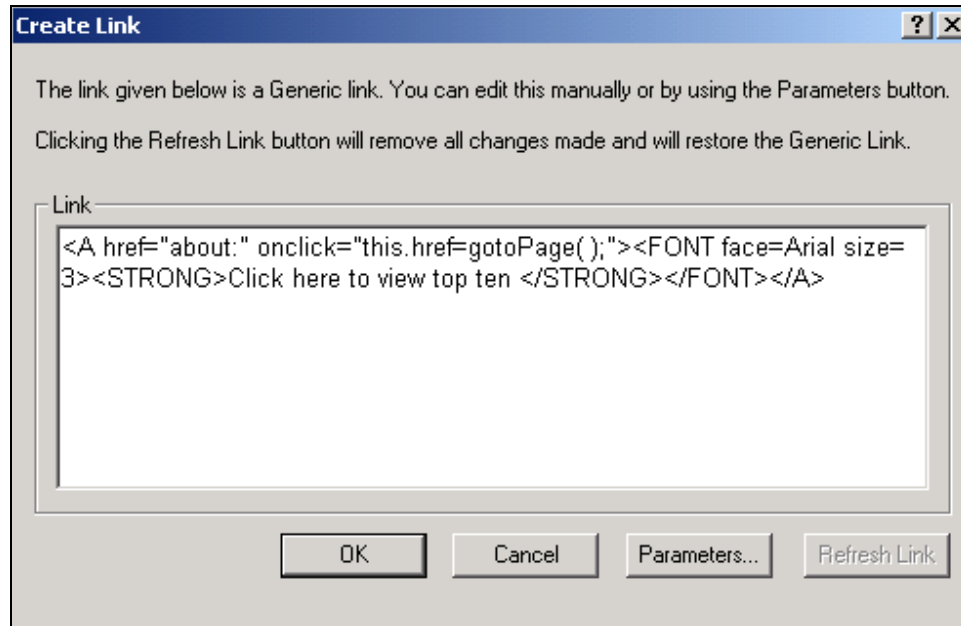 Create Link
The link given below is a Generic link. You can edit this manually or by using the Parameters button.
Clicking the Refresh Link button will remove all changes made and will restore the Generic Link.
Link
<A href="about:" onclick="this.href=gotoPage( );"><FONT face=Arial size=
3><STRONG>Click here to view top ten </STRONG></FONT></A>
OK Cancel Parameters... Refresh Link